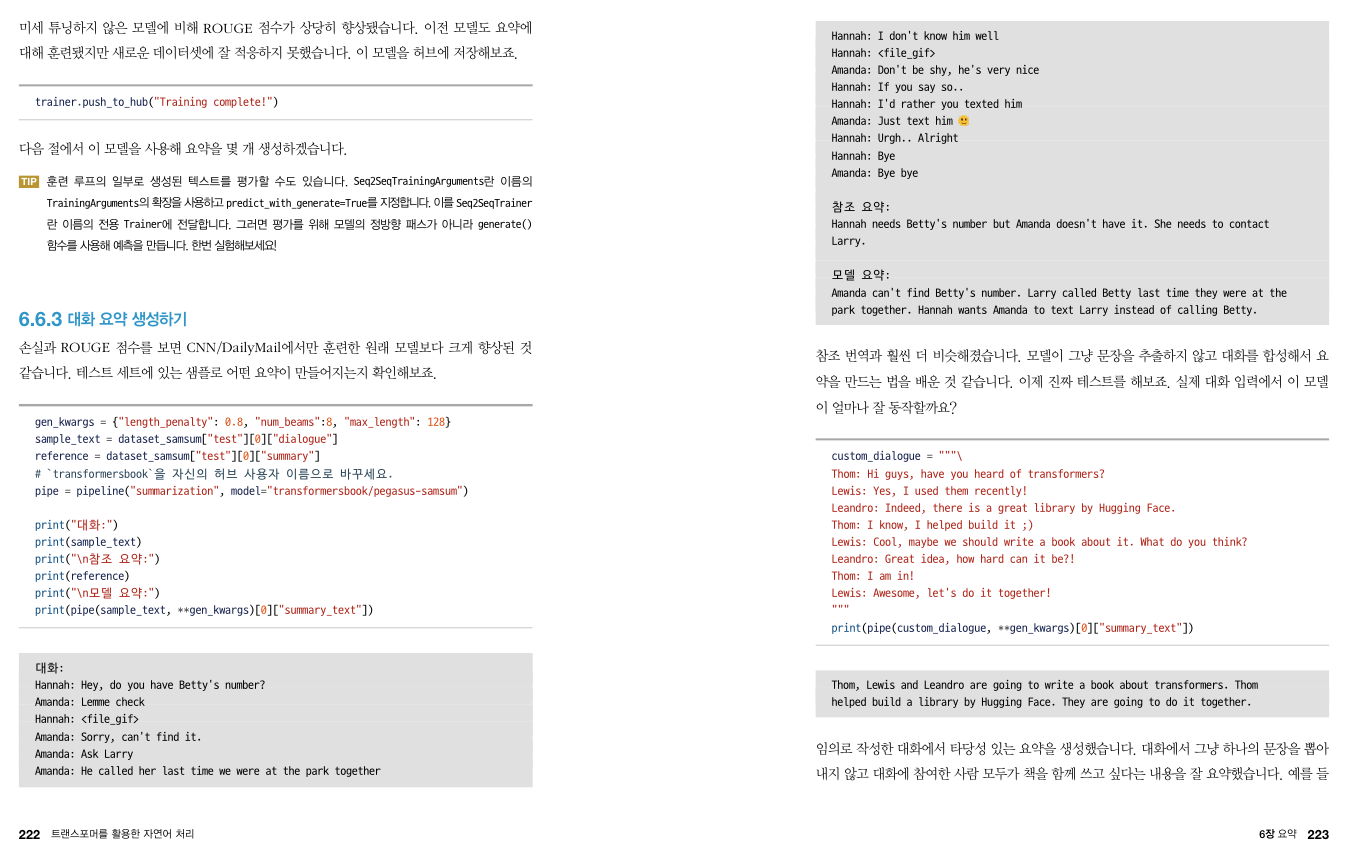 미세 튜닝하지 않은 모델에 비해 ROUGE 점수가 상당히 향상됐습니다. 이전 모델도 요약에
대해 훈련됐지만 새로운 데이터셋에 잘 적응하지 못했습니다. 이 모델을 허브에 저장해보죠.
trainer.push_to_hub("Training complete!")
다음 절에서 이 모델을 사용해 요약을 몇 개 생성하겠습니다.
TIP 훈련 루프의 일부로 생성된 텍스트를 평가할 수도 있습니다. Seq2SeqTrainingArguments란 이름의
TrainingArguments의 확장을 사용하고 predict_with_generate=True를 지정합니다. 이를 Seq2SeqTrainer
란 이름의 전용 Trainer에 전달합니다. 그러면 평가를 위해 모델의 정방향 패스가 아니라 generate()
함수를 사용해 예측을 만듭니다. 한번 실험해보세요!
6.6.3 대화 요약 생성하기
손실과 ROUGE 점수를 보면 CNN/DailyMail에서만 훈련한 원래 모델보다 크게 향상된 것
같습니다. 테스트 세트에 있는 샘플로 어떤 요약이 만들어지는지 확인해보죠.
gen_kwargs = {"length_penalty": 0.8, "num_beams":8, "max_length": 128}
sample_text = dataset_samsum["test"][0]["dialogue"]
reference = dataset_samsum["test"][0]["summary"]
# `transformersbook`을 자신의 허브 사용자 이름으로 바꾸세요.
pipe = pipeline("summarization", model="transformersbook/pegasus-samsum")
print("대화:")
print(sample_text)
print("\n참조 요약:")
print(reference)
print("\n모델 요약:")
print(pipe(sample_text, **gen_kwargs)[0]["summary_text"])
대화:
Hannah: Hey, do you have Betty's number?
Amanda: Lemme check
Hannah: <file_gif>
Amanda: Sorry, can't find it.
Amanda: Ask Larry
Amanda: He called her last time we were at the park together
222 트랜스포머를 활용한 자연어 처리
Hannah: I don't know him well
Hannah: <file_gif>
Amanda: Don't be shy, he's very nice
Hannah: If you say so..
Hannah: I'd rather you texted him
Amanda: Just text him 🙂
Hannah: Urgh.. Alright
Hannah: Bye
Amanda: Bye bye
참조 요약:
Hannah needs Betty's number but Amanda doesn't have it. She needs to contact
Larry.
모델 요약:
Amanda can't find Betty's number. Larry called Betty last time they were at the
park together. Hannah wants Amanda to text Larry instead of calling Betty.
참조 번역과 훨씬 더 비슷해졌습니다. 모델이 그냥 문장을 추출하지 않고 대화를 합성해서 요
약을 만드는 법을 배운 것 같습니다. 이제 진짜 테스트를 해보죠. 실제 대화 입력에서 이 모델
이 얼마나 잘 동작할까요?
custom_dialogue = """\
Thom: Hi guys, have you heard of transformers?
Lewis: Yes, I used them recently!
Leandro: Indeed, there is a great library by Hugging Face.
Thom: I know, I helped build it ;)
Lewis: Cool, maybe we should write a book about it. What do you think?
Leandro: Great idea, how hard can it be?!
Thom: I am in!
Lewis: Awesome, let's do it together!
"""
print(pipe(custom_dialogue, **gen_kwargs)[0]["summary_text"])
Thom, Lewis and Leandro are going to write a book about transformers. Thom
helped build a library by Hugging Face. They are going to do it together.
임의로 작성한 대화에서 타당성 있는 요약을 생성했습니다. 대화에서 그냥 하나의 문장을 뽑아
내지 않고 대화에 참여한 사람 모두가 책을 함께 쓰고 싶다는 내용을 잘 요약했습니다. 예를 들
6장 요약 223